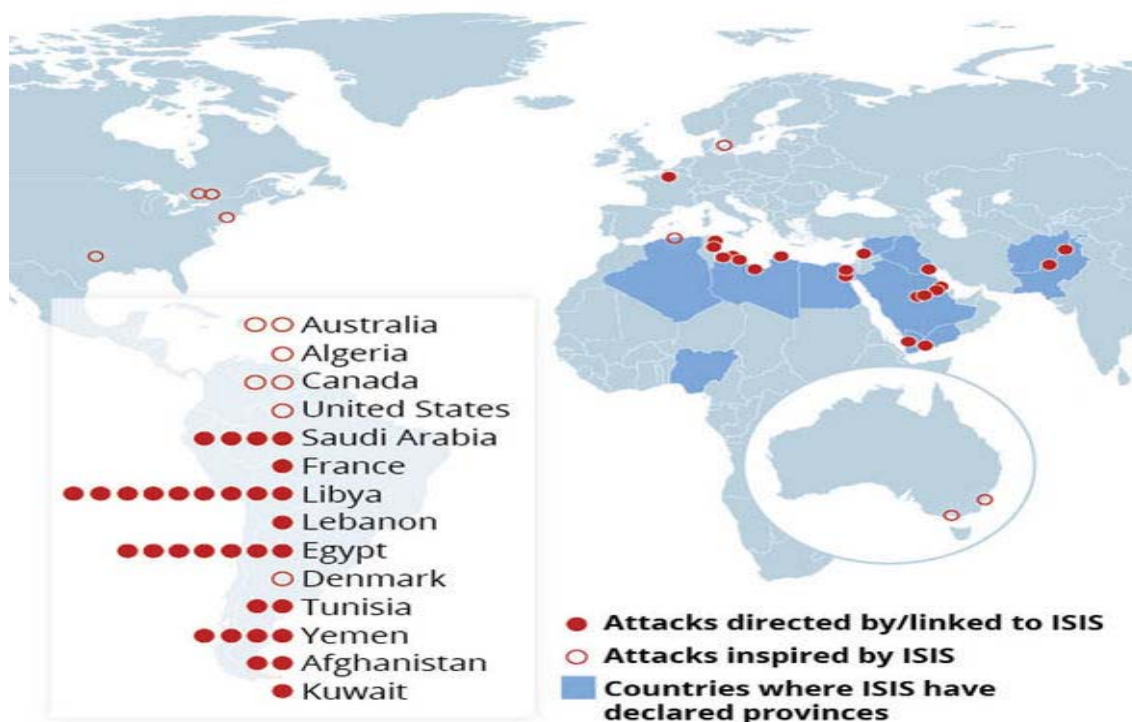 Australia
Algeria
Canada
United States
Saudi Arabia
France
Libya
Lebanon
Egypt
Denmark
Tunisia
Yemen
Afghanistan
Kuwait
Attacks directed by/linked to ISIS
Attacks inspired by ISIS
Countries where ISIS have
declared provinces